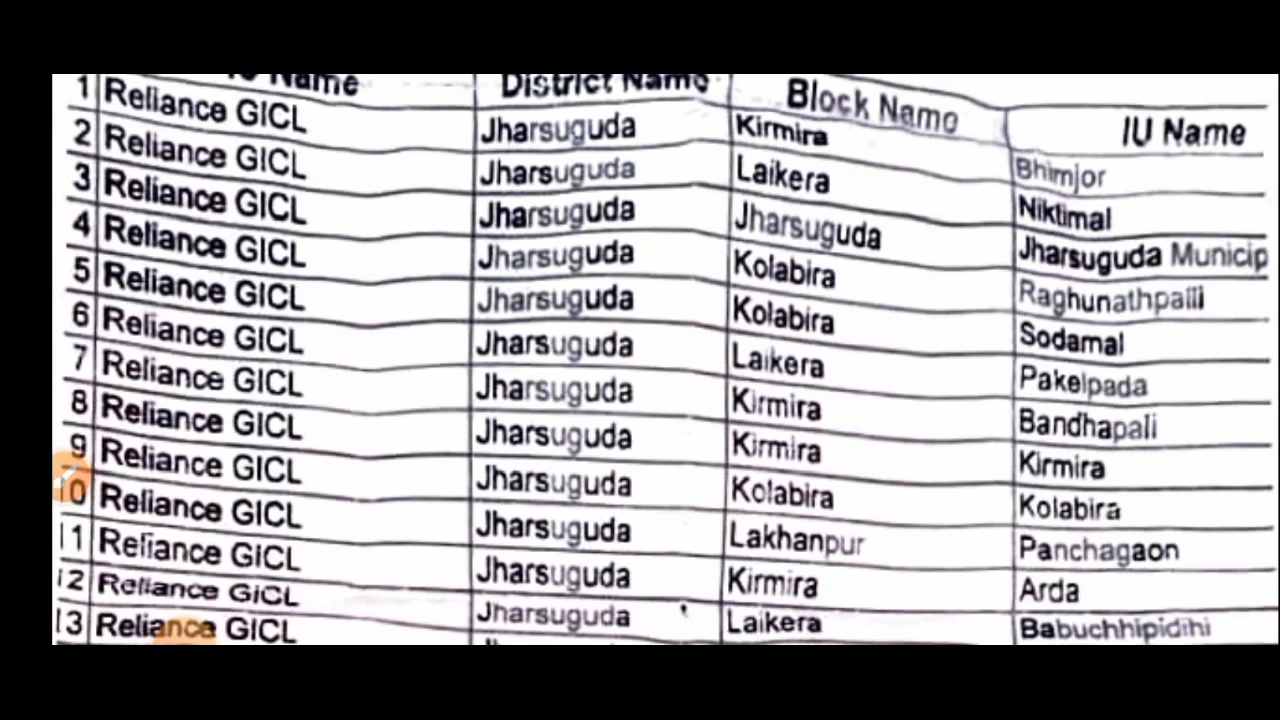 Name District Name Block Name IU Name
1 Reliance GICL Jharsuguda Kirmira Bhimjor
2 Reliance GICL Jharsuguda Laikera Niktimal
3 Reliance GICL Jharsuguda Jharsuguda Jharsuguda Municip
4 Reliance GICL Jharsuguda Kolabira Raghunathpalli
5 Reliance GICL Jharsuguda Kolabira Sodamal
6 Reliance GICL Jharsuguda Laikera Pakelpada
7 Reliance GICL Jharsuguda Kirmira Bandhapali
8 Reliance GICL Jharsuguda Kirmira Kirmira
9 Reliance GICL Jharsuguda Kolabira Kolabira
10 Reliance GICL Jharsuguda Lakhanpur Panchagaon
11 Reliance GICL Jharsuguda Kirmira Arda
12 Reliance GICL Jharsuguda Laikera Babuchhipidihi
13 Reliance GICL